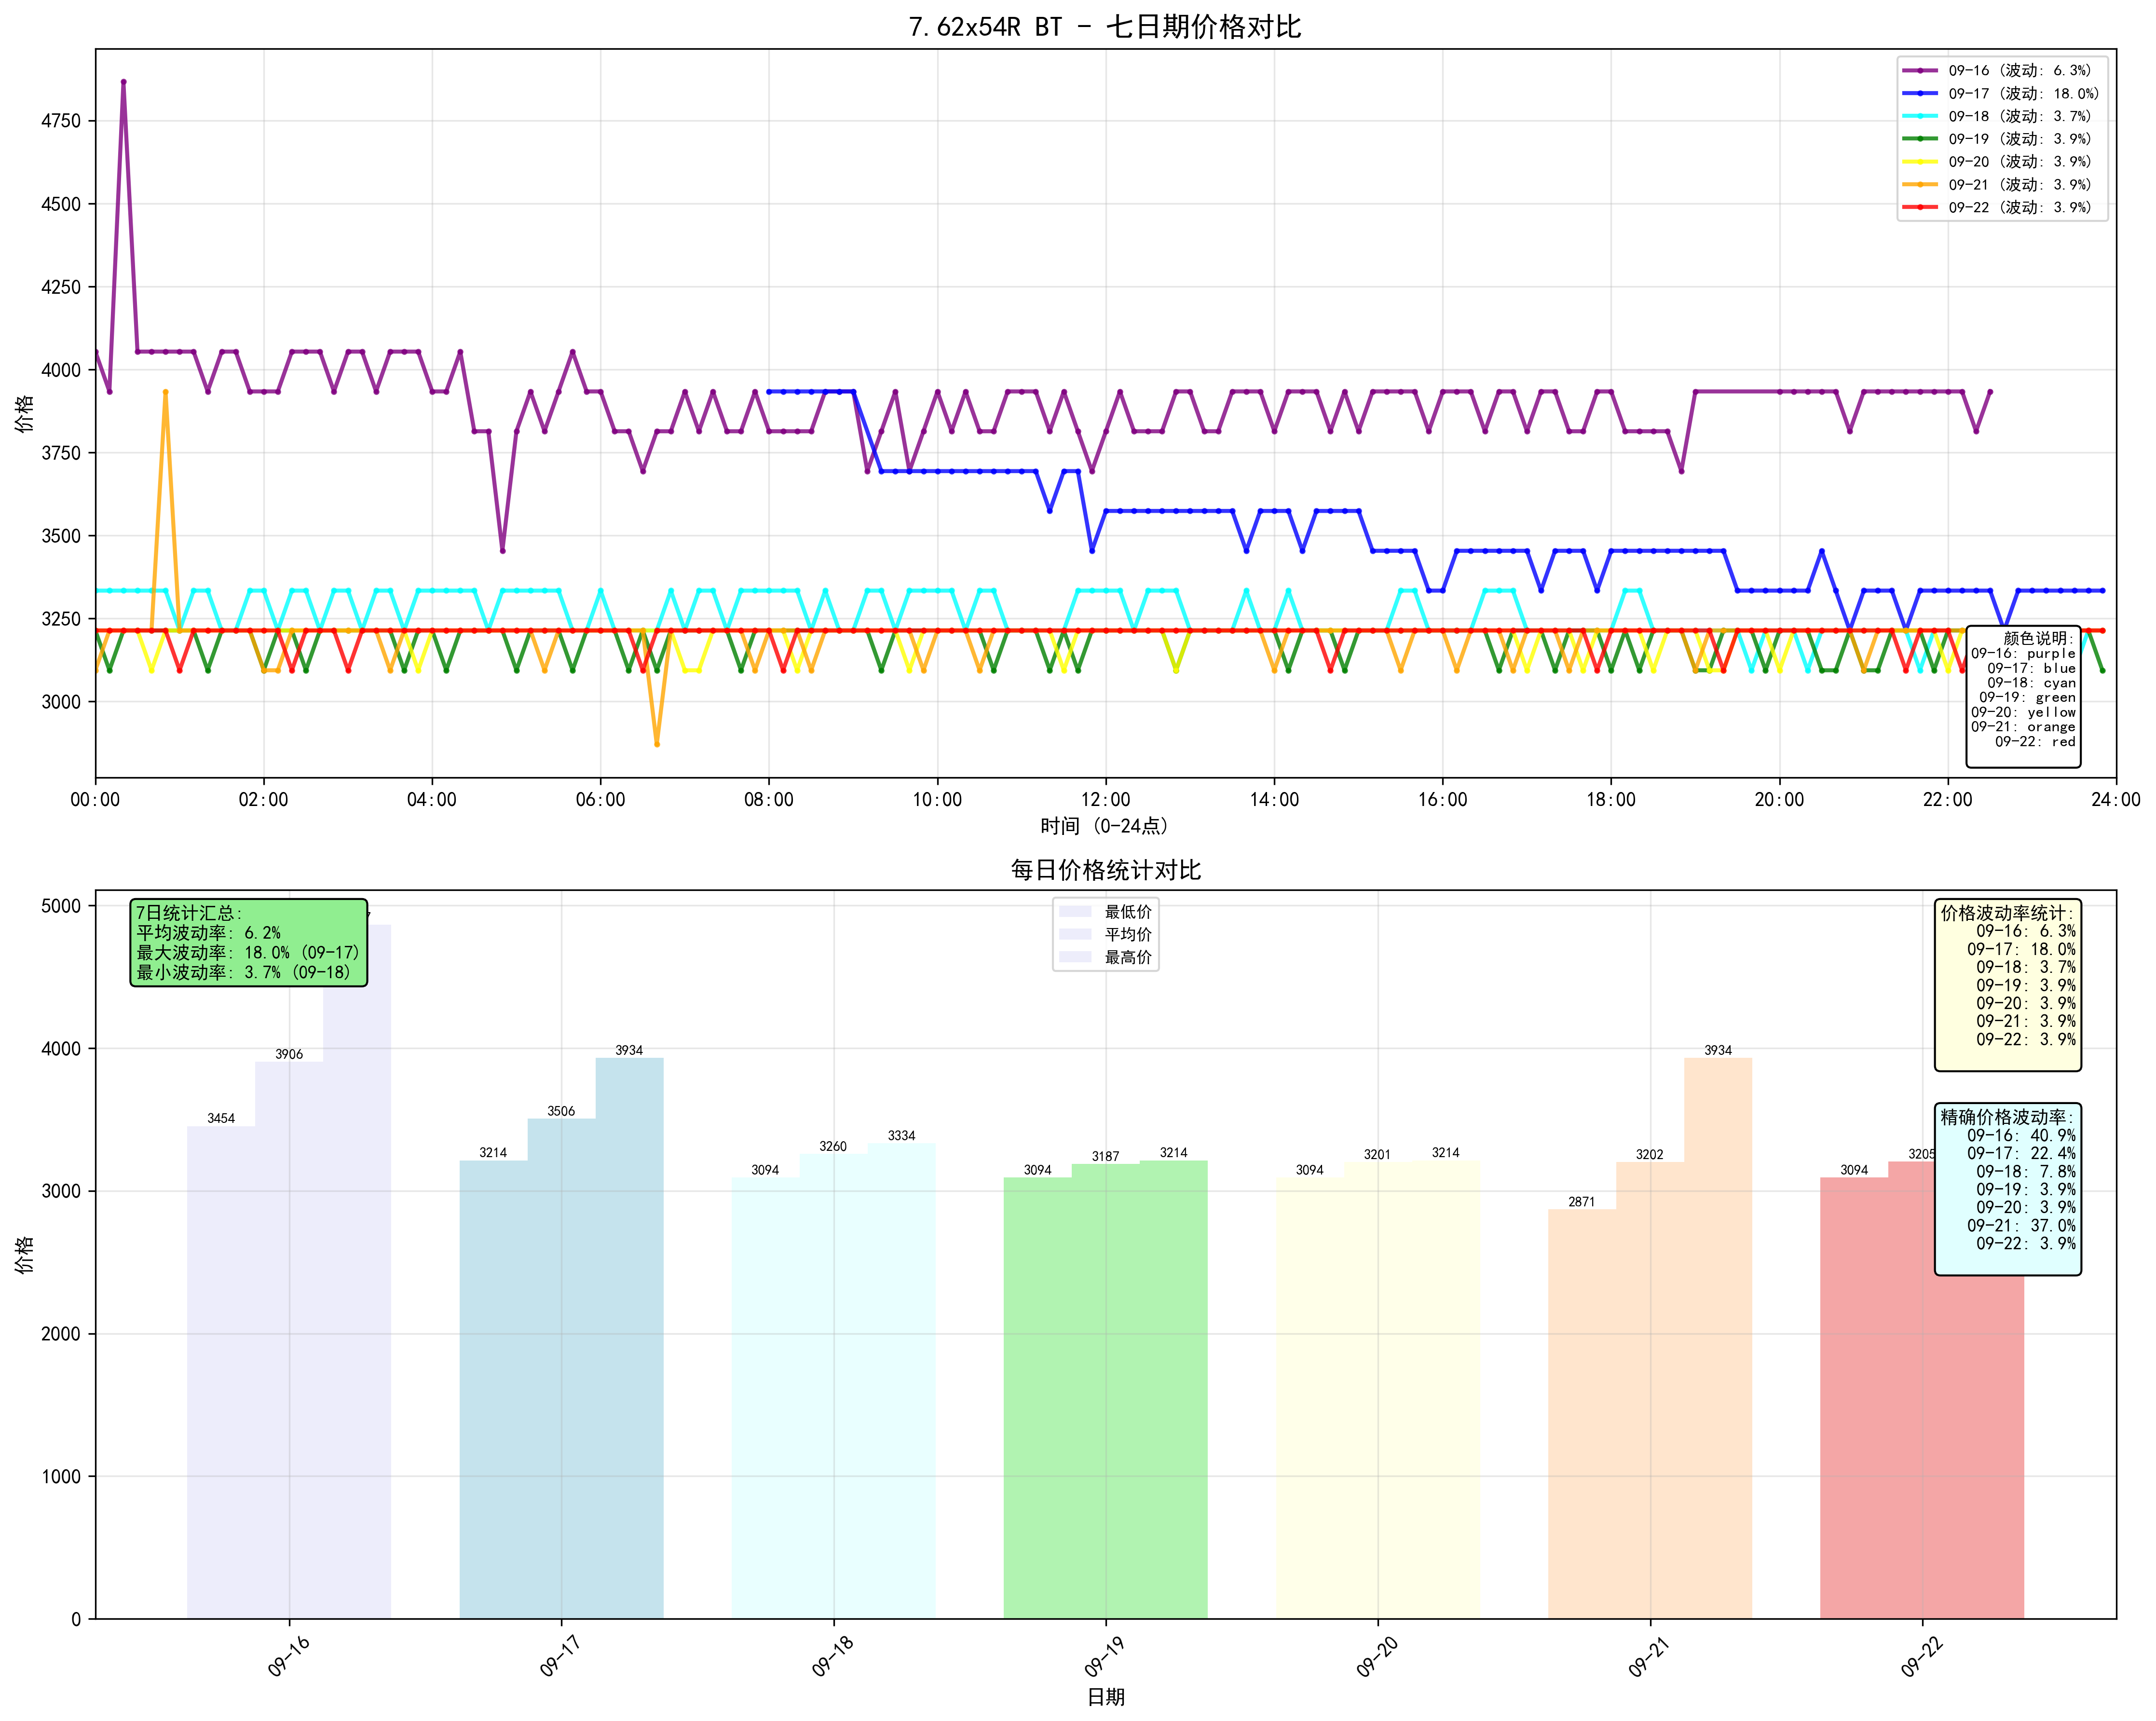 7.62x54R BT - 七日期价格对比
09-16 (波动: 6.3%)
09-17 (波动: 18.0%)
09-18 (波动: 3.7%)
09-19 (波动: 3.9%)
09-20 (波动: 3.9%)
09-21 (波动: 3.9%)
09-22 (波动: 3.9%)
4750
4500
4250
4000
3750
3500
3250
3000
价格
颜色说明:
09-16: purple
09-17: blue
09-18: cyan
09-19: green
09-20: yellow
09-21: orange
09-22: red
00:00 02:00 04:00 06:00 08:00 10:00 12:00 14:00 16:00 18:00 20:00 22:00 24:00
时间 (0-24点)
每日价格统计对比
7日统计汇总:
平均波动率: 6.2%
最大波动率: 18.0% (09-17)
最小波动率: 3.7% (09-18)
最低价
平均价
最高价
价格波动率统计:
09-16: 6.3%
09-17: 18.0%
09-18: 3.7%
09-19: 3.9%
09-20: 3.9%
09-21: 3.9%
09-22: 3.9%
精确价格波动率:
09-16: 40.9%
09-17: 22.4%
09-18: 7.8%
09-19: 3.9%
09-20: 3.9%
09-21: 37.0%
09-22: 3.9%
5000
4000
3000
2000
1000
0
价格
3454 3906
3214 3506 3934
3094 3260 3334
3094 3187 3214
3094 3201 3214
2871 3202 3934
3094 3205
09-16 09-17 09-18 09-19 09-20 09-21 09-22
日期